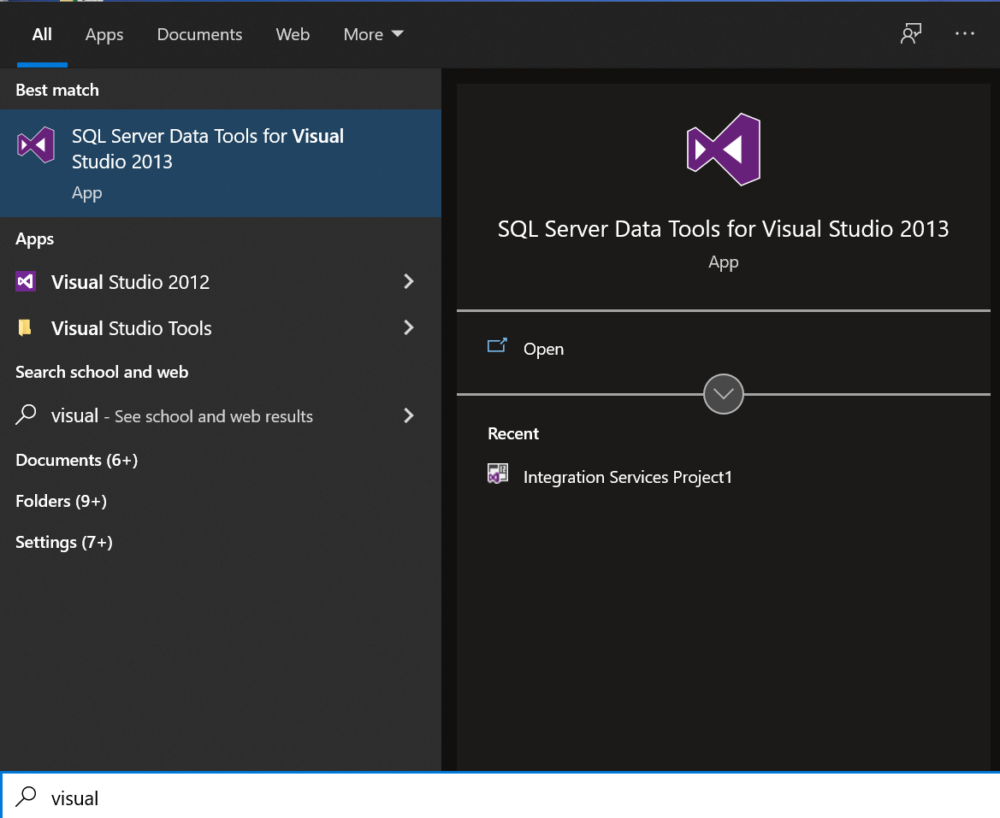 All
Apps
Documents
Web
More
Best match
SQL Server Data Tools for Visual
Studio 2013
App
Apps
Visual Studio 2012
Visual Studio Tools
Search school and web
visual - See school and web results
Documents (6+)
Folders (9+)
Settings (7+)
SQL Server Data Tools for Visual Studio 2013
App
Open
Recent
Integration Services Project1
visual